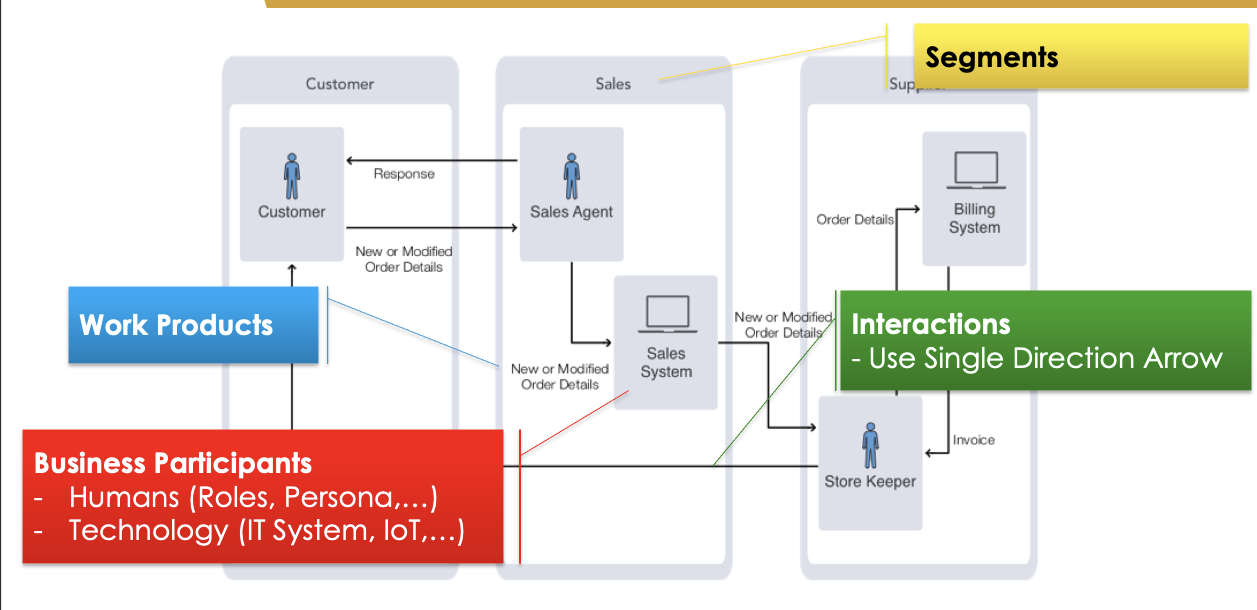 Segments
Customer
Sales
Response
Customer
New or Modified
Order Details
Sales Agent
Order Details
Billing
System
Work Products
New or Modified
Order Details
Sales
System
New or Modified
Order Details
Interactions
- Use Single Direction Arrow
Business Participants
- Humans (Roles, Persona,...)
- Technology (IT System, IoT,...)
Invoice
Store Keeper